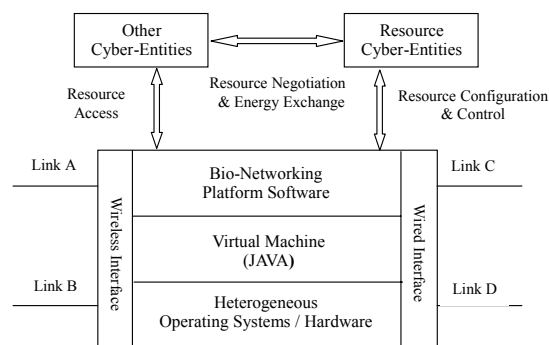 Other
Cyber-Entities
Resource
Cyber-Entities
Resource
Access
Resource Negotiation
& Energy Exchange
Resource Configuration
& Control
Link A
Link B
Wireless Interface
Bio-Networking
Platform Software
Virtual Machine
(JAVA)
Heterogeneous
Operating Systems / Hardware
Wired Interface
Link C
Link D